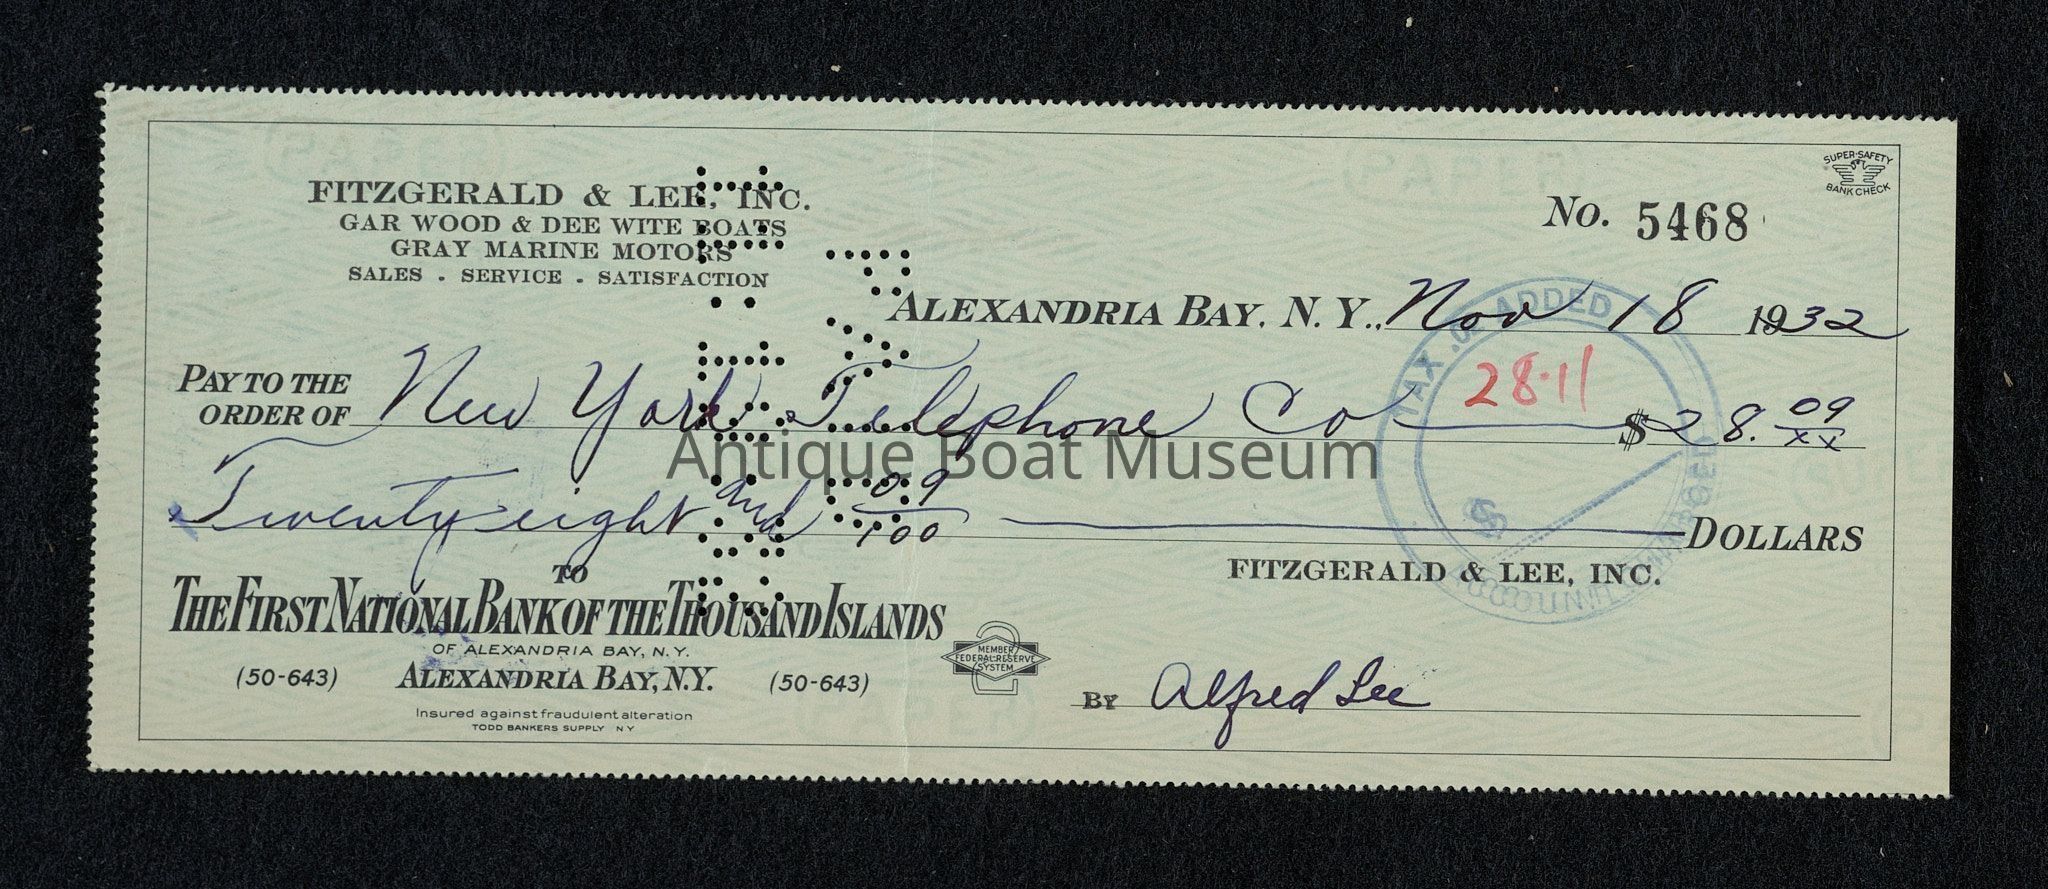 SUPER-SAFETY
BANK CHECK
FITZGERALD & LEE, INC.
GAR WOOD & DEE WITE BOATS
GRAY MARINE MOTORS
SALES . SERVICE . SATISFACTION
No. 5468
ALEXANDRIA BAY, N. Y., Nov 18 1932
TAX .02 ADDED
28.11
PAY TO THE
ORDER OF New York Telephone Co $ 28. 09/xx
Antique Boat Museum
Twenty eight and 09/100 DOLLARS
TO
FITZGERALD & LEE, INC.
THE FIRST NATIONAL BANK OF THE THOUSAND ISLANDS
OF ALEXANDRIA BAY, N.Y.
(50-643) ALEXANDRIA BAY, N.Y. (50-643)
MEMBER
FEDERAL RESERVE
SYSTEM
2
BY Alfred Lee
Insured against fraudulent alteration
TODD BANKERS SUPPLY NY